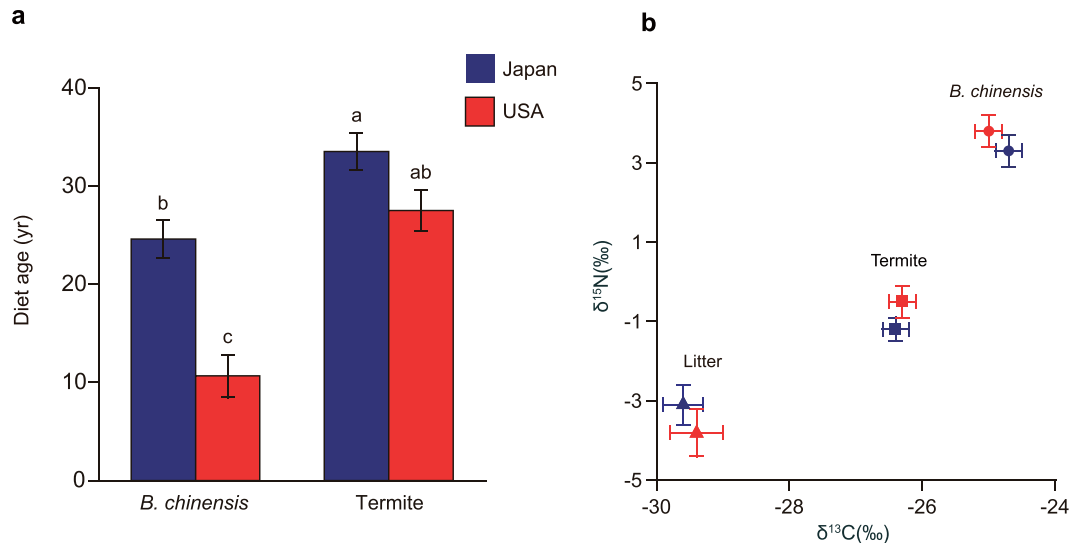 a
Japan
USA
40
30
20
10
0
Diet age (yr)
b
c
a
ab
B. chinensis
Termite
b
5
3
1
-1
-3
-5
δ15N(‰)
B. chinensis
Termite
Litter
-30
-28
-26
-24
δ13C(‰)